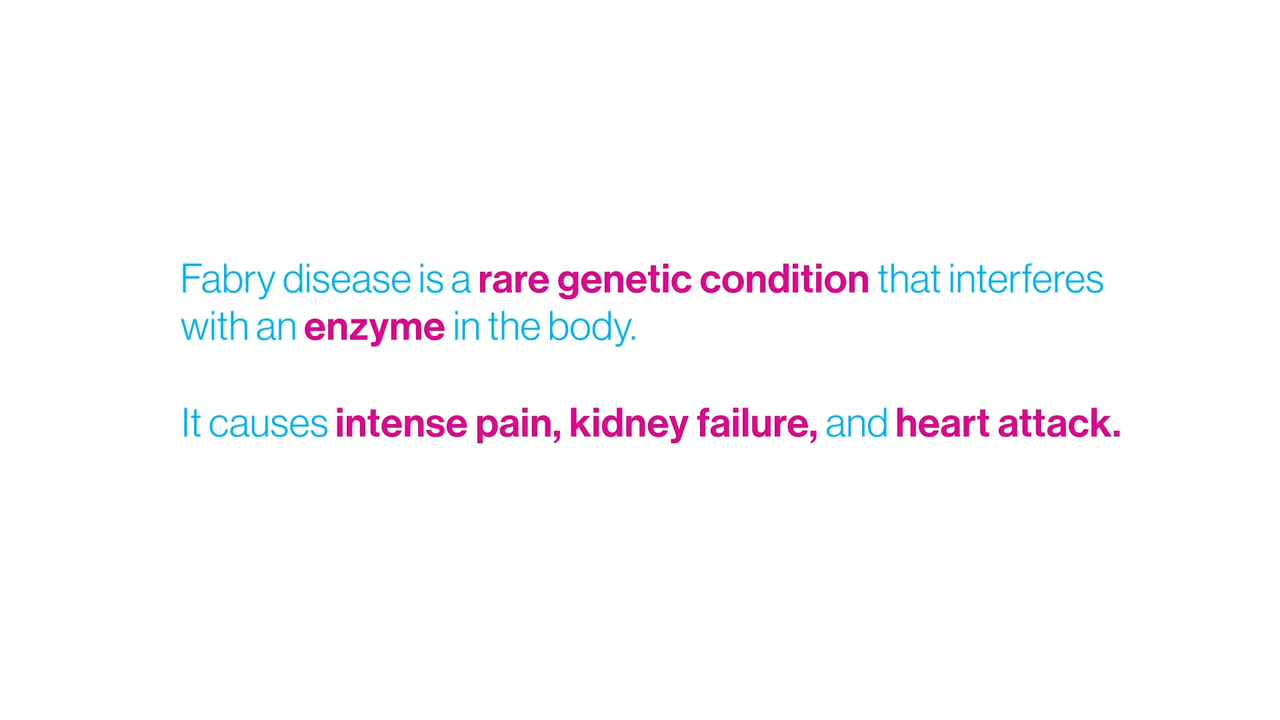 Fabry disease is a rare genetic condition that interferes
with an enzyme in the body.
It causes intense pain, kidney failure, and heart attack.